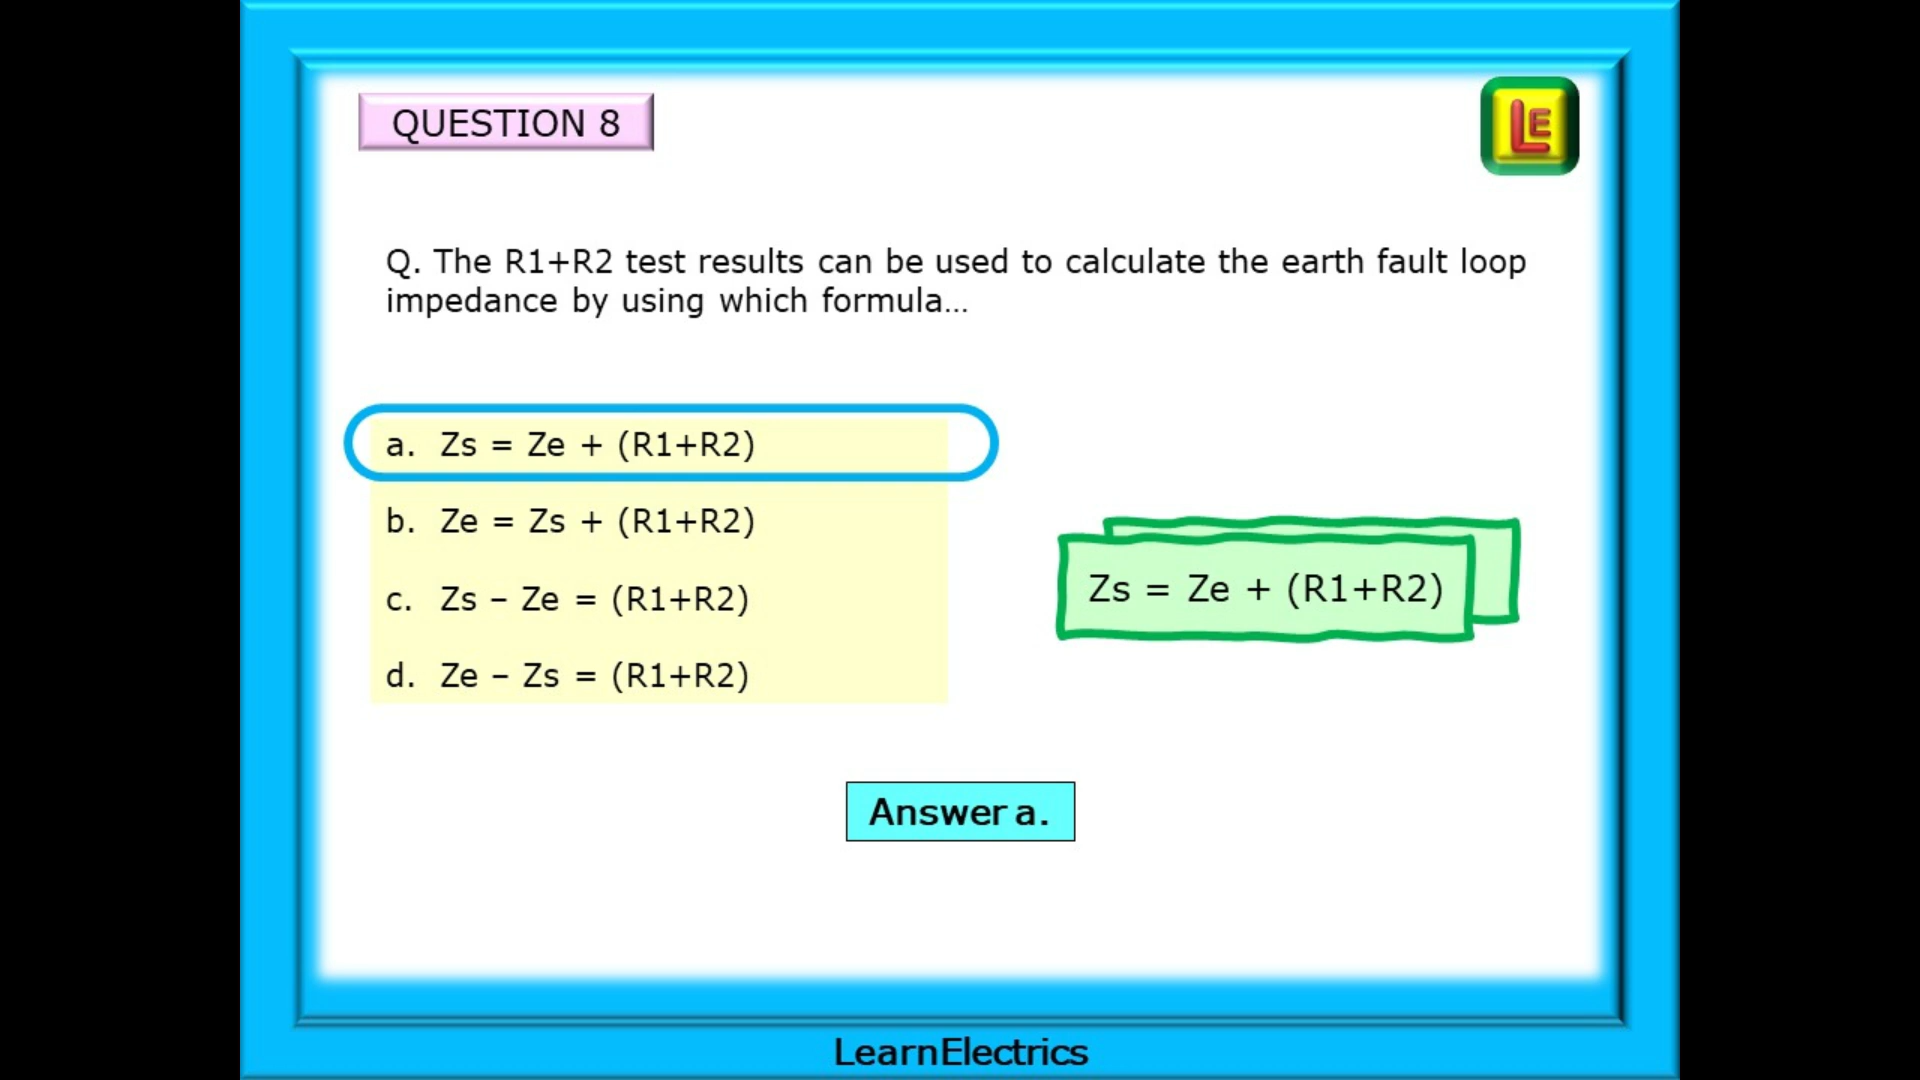 QUESTION 8
LE
Q. The R1+R2 test results can be used to calculate the earth fault loop
impedance by using which formula...
a. Zs = Ze + (R1+R2)
b. Ze = Zs + (R1+R2)
c. Zs – Ze = (R1+R2)
d. Ze – Zs = (R1+R2)
Zs = Ze + (R1+R2)
Answer a.
LearnElectrics